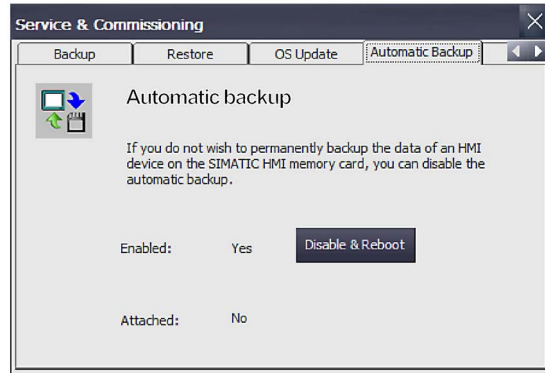 Service & Commissioning
Backup Restore OS Update Automatic Backup
Automatic backup
If you do not wish to permanently backup the data of an HMI
device on the SIMATIC HMI memory card, you can disable the
automatic backup.
Enabled: Yes Disable & Reboot
Attached: No